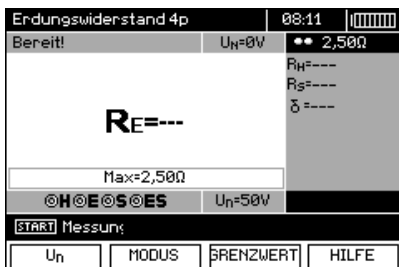 Erdungswiderstand 4p 08:11
Bereit! UN=0V •• 2,50Ω
RH=---
RS=---
δ =---
RE=---
Max=2,50Ω
H E S ES Un=50V
START Messung
Un MODUS GRENZWERT HILFE